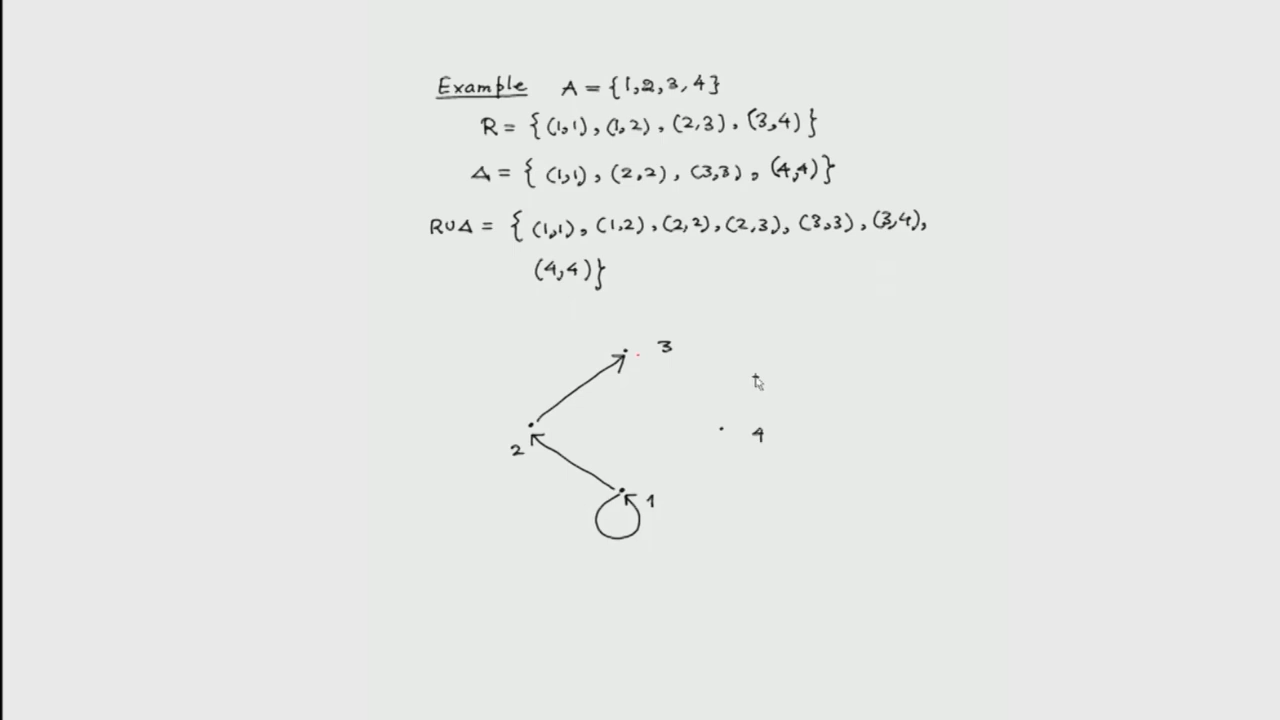 Example A = {1,2,3,4}
R = {(1,1), (1,2), (2,3), (3,4)}
Δ = {(1,1), (2,2), (3,3), (4,4)}
R∪Δ = {(1,1), (1,2), (2,2), (2,3), (3,3), (3,4),
(4,4)}
3
4
2
1